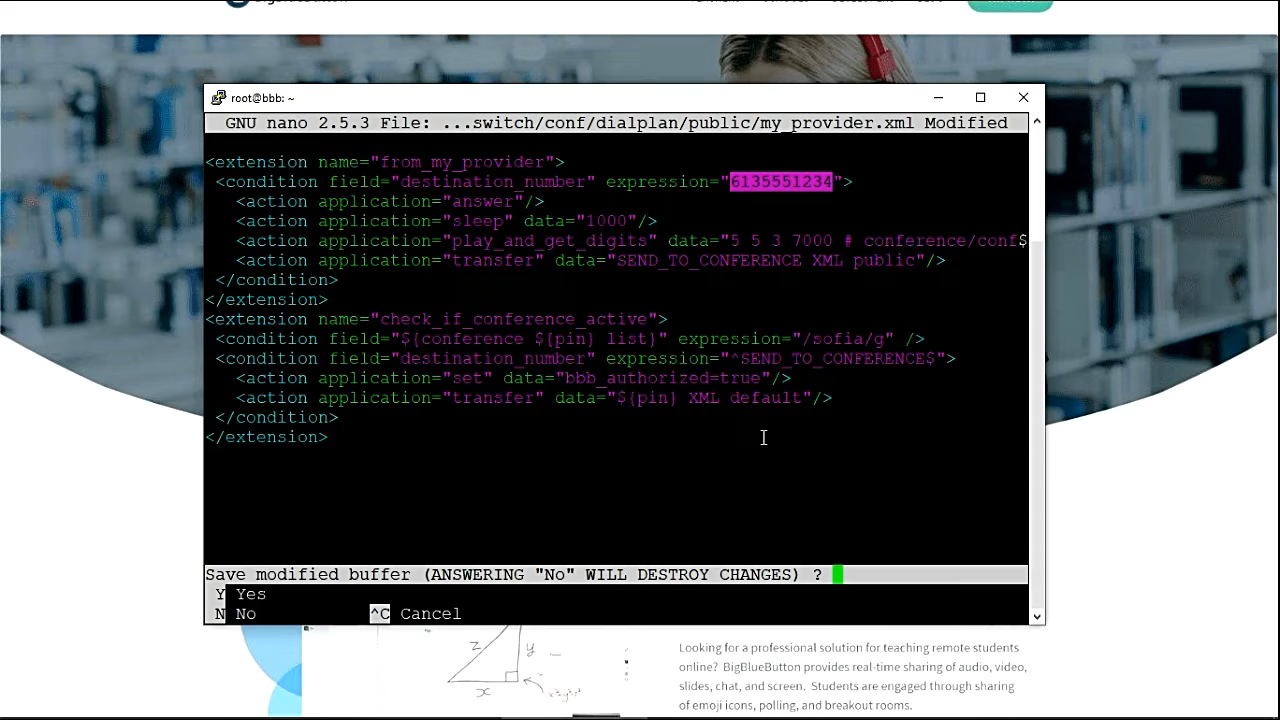 root@bbb: ~
GNU nano 2.5.3 File: ...switch/conf/dialplan/public/my_provider.xml Modified
<extension name="from_my_provider">
<condition field="destination_number" expression="6135551234">
<action application="answer"/>
<action application="sleep" data="1000"/>
<action application="play_and_get_digits" data="5 5 3 7000 # conference/conf$
<action application="transfer" data="SEND_TO_CONFERENCE XML public"/>
</condition>
</extension>
<extension name="check_if_conference_active">
<condition field="${conference ${pin} list}" expression="/sofia/g" />
<condition field="destination_number" expression="^SEND_TO_CONFERENCE$">
<action application="set" data="bbb_authorized=true"/>
<action application="transfer" data="${pin} XML default"/>
</condition>
</extension>
Save modified buffer (ANSWERING "No" WILL DESTROY CHANGES) ?
Y Yes
N No ^C Cancel
z y
x
Looking for a professional solution for teaching remote students
online? BigBlueButton provides real-time sharing of audio, video,
slides, chat, and screen. Students are engaged through sharing
of emoji icons, polling, and breakout rooms.